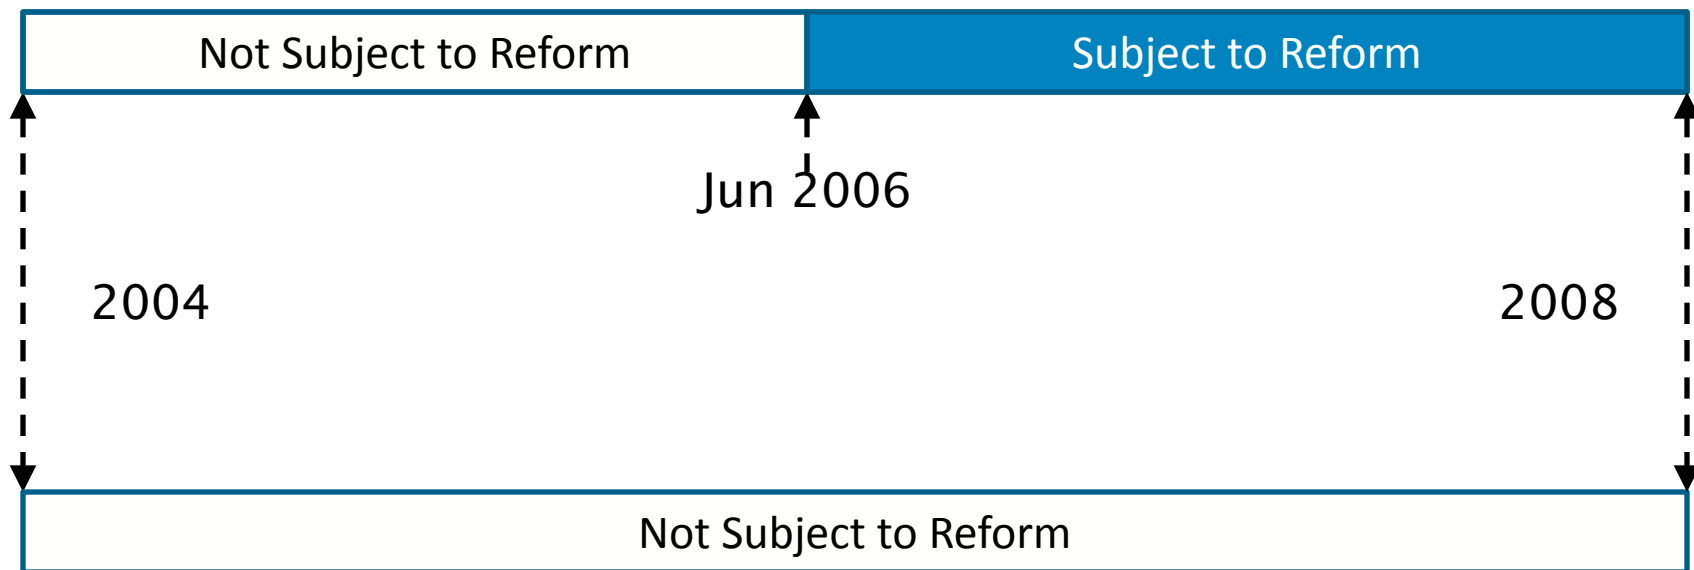 Not Subject to Reform
Subject to Reform
Jun 2006
2004
2008
Not Subject to Reform